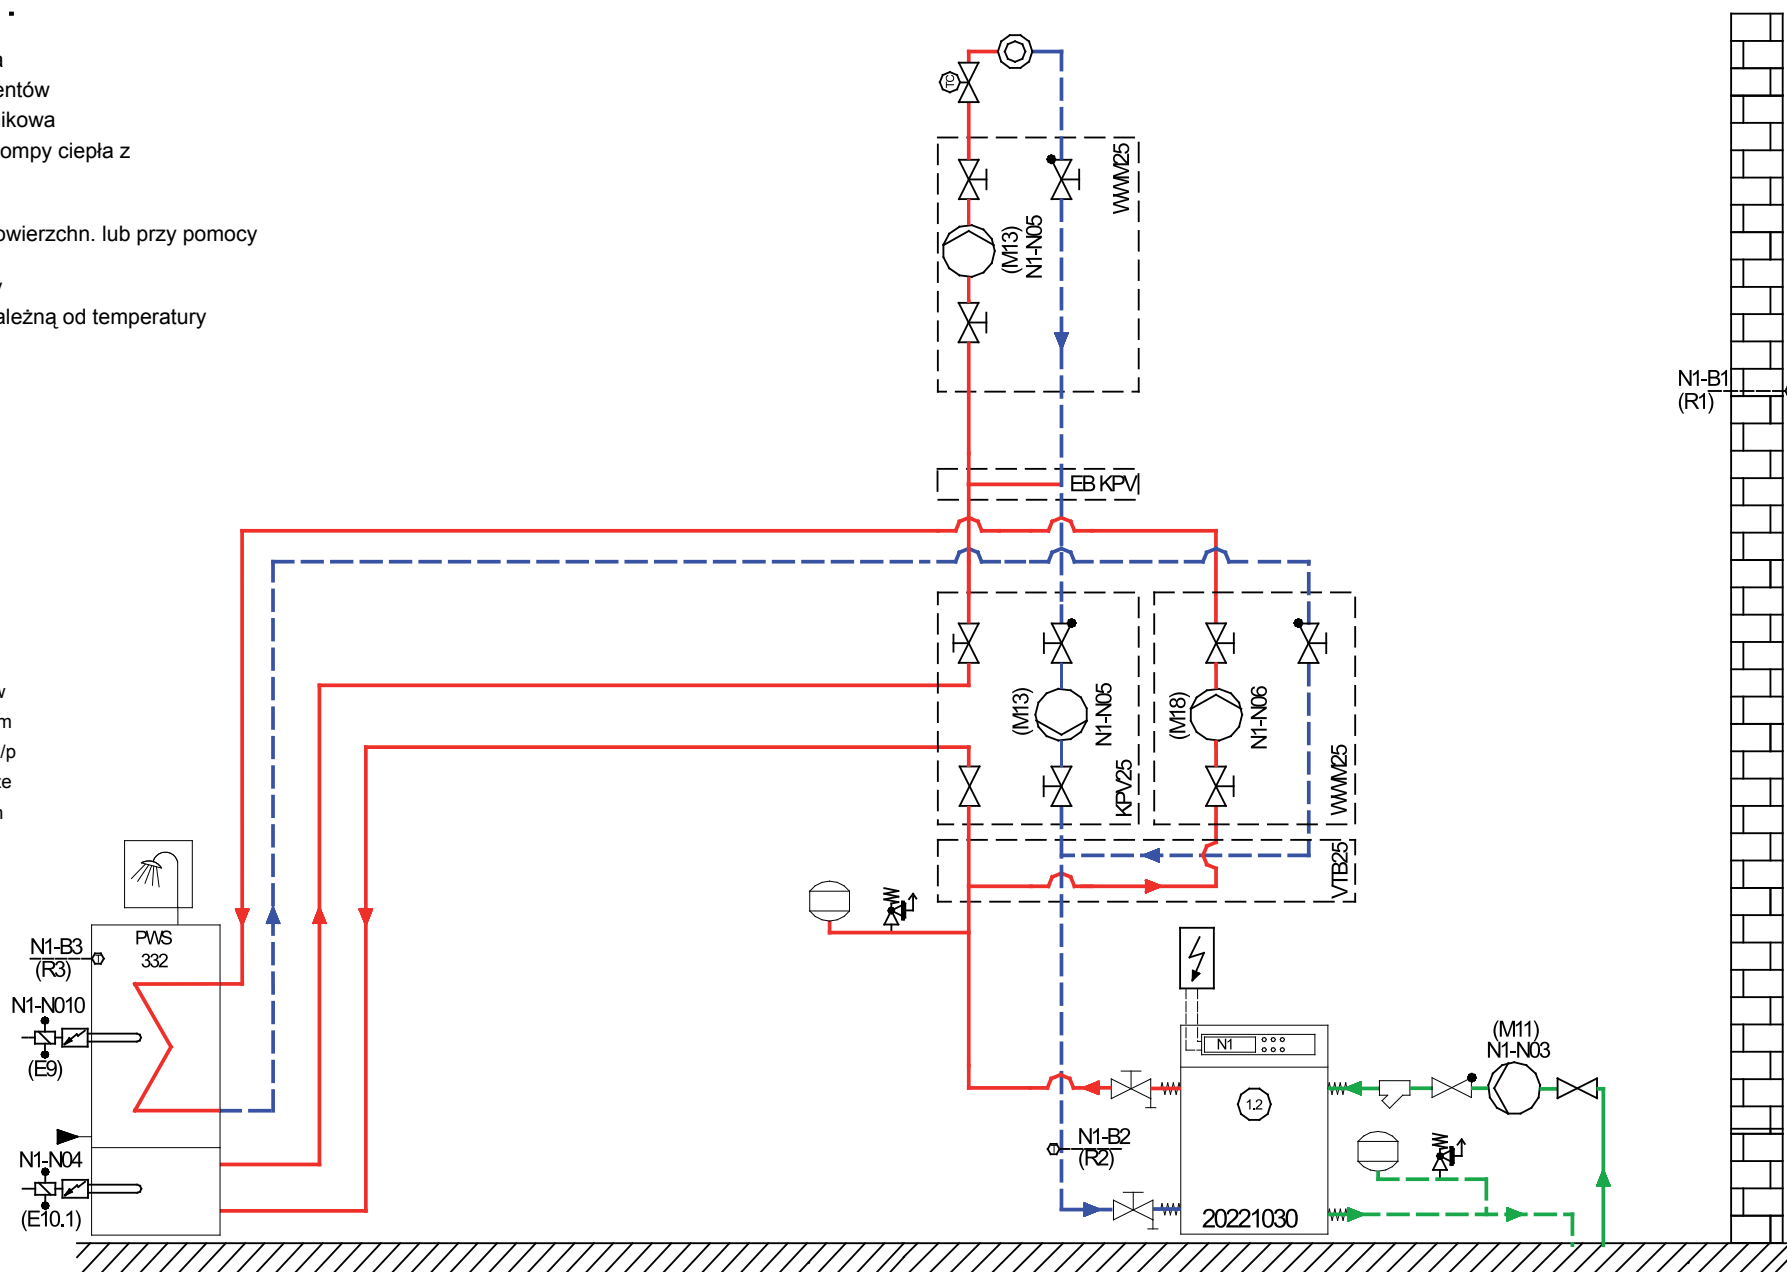 a
entów
ikowa
ompy ciepła z
owierzchn. lub przy pomocy
y
ależną od temperatury
w
m
/p
te
n
TC
WWM25
(M13)
N1-N05
N1-B1
(R1)
EB KPV
(M13)
N1-N05
KPV25
(M18)
N1-N06
WWM25
VTB25
PWS
332
N1-B3
(R3)
N1-N010
(E9)
N1-N04
(E10.1)
N1
1.2
N1-B2
(R2)
20221030
(M11)
N1-N03